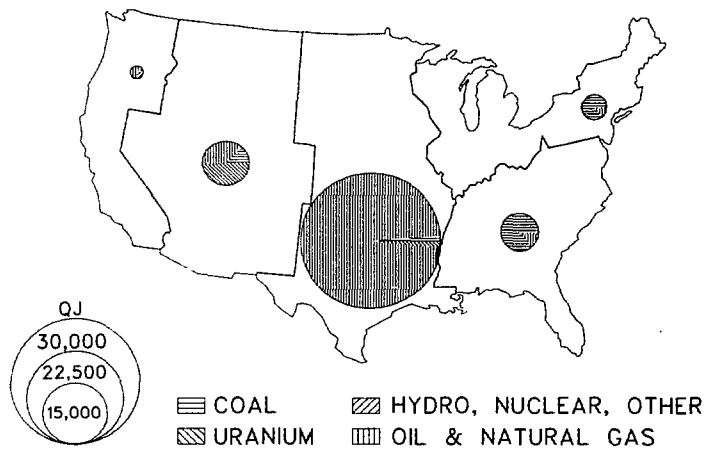 QJ
30,000
22,500
15,000
COAL
HYDRO, NUCLEAR, OTHER
URANIUM
OIL & NATURAL GAS